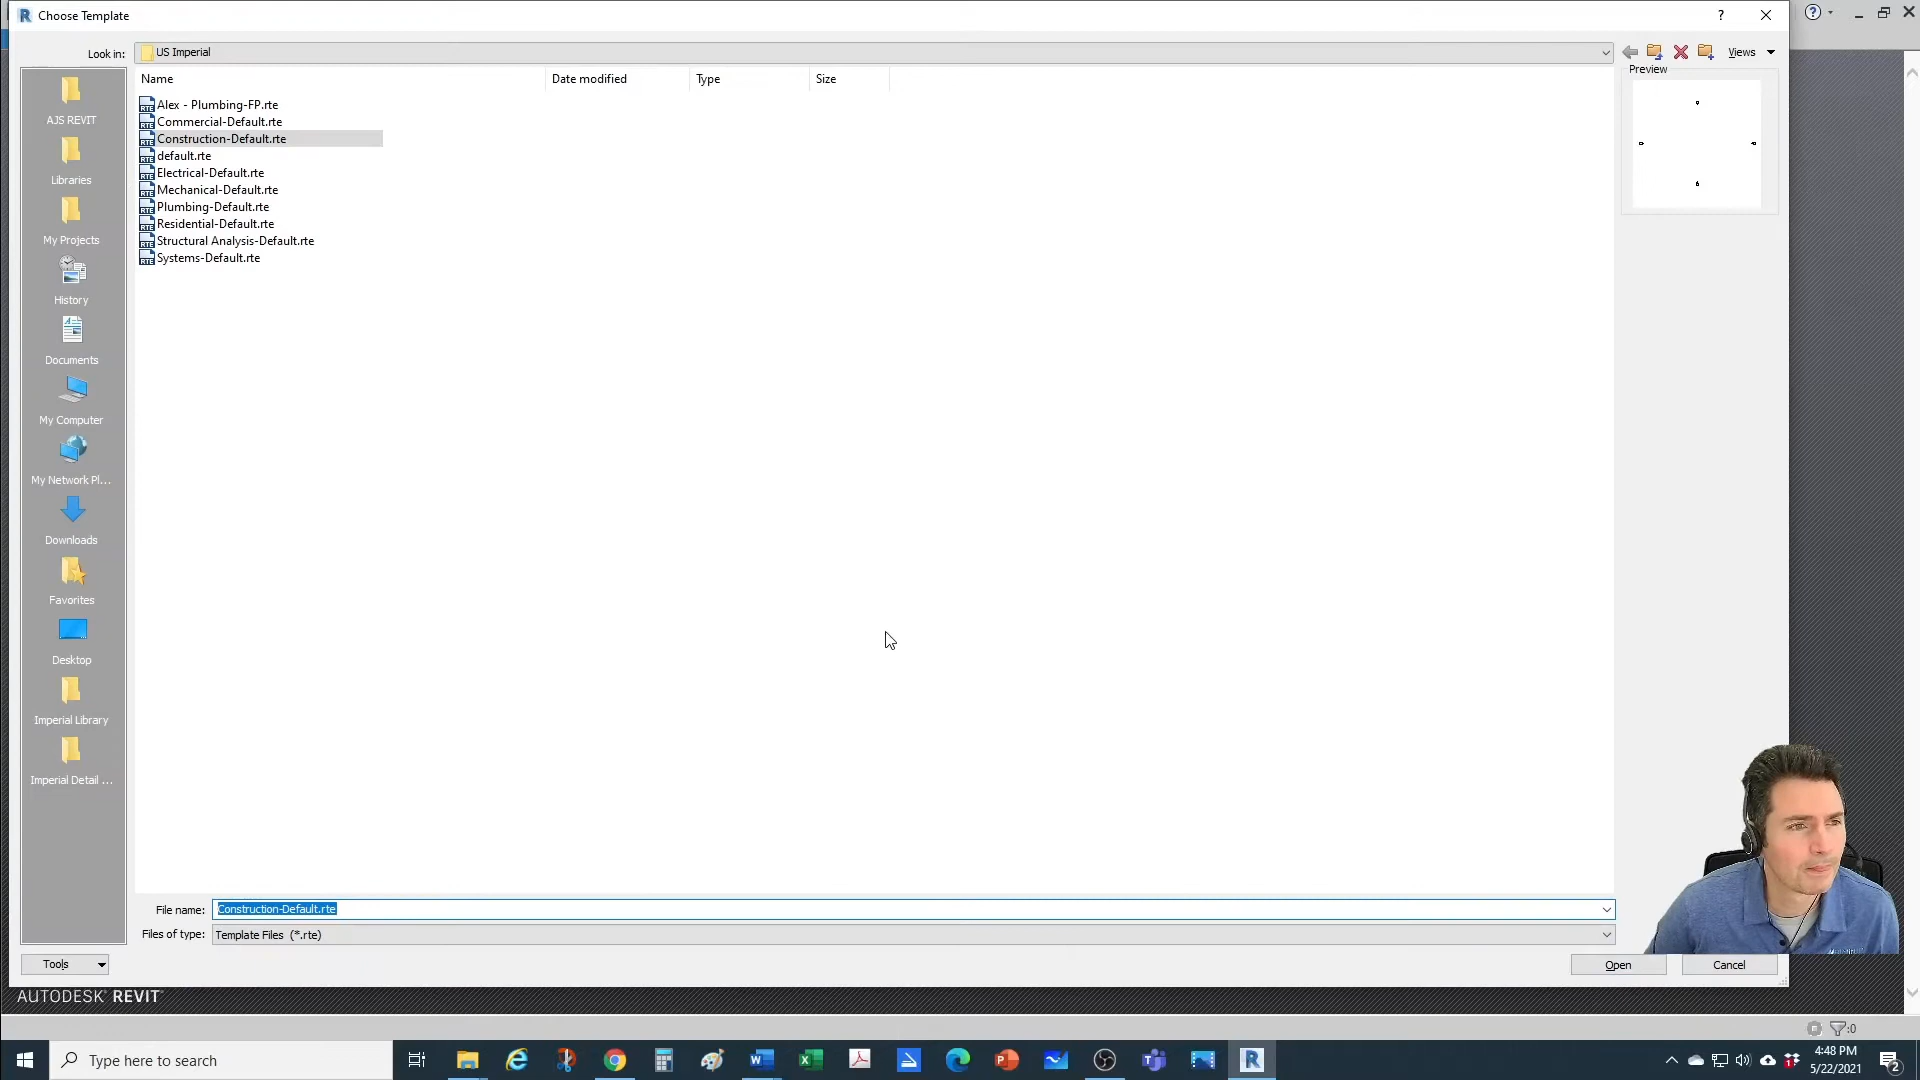 Choose Template
Look in:
US Imperial
Views
Name
Date modified
Type
Size
Preview
Alex - Plumbing-FP.rte
Commercial-Default.rte
Construction-Default.rte
default.rte
Electrical-Default.rte
Mechanical-Default.rte
Plumbing-Default.rte
Residential-Default.rte
Structural Analysis-Default.rte
Systems-Default.rte
AJS REVIT
Libraries
My Projects
History
Documents
My Computer
My Network Pl...
Downloads
Favorites
Desktop
Imperial Library
Imperial Detail ...
File name:
Construction-Default.rte
Files of type:
Template Files (*.rte)
Tools
Open
Cancel
AUTODESK® REVIT®
:0
Type here to search
4:48 PM
5/22/2021
2